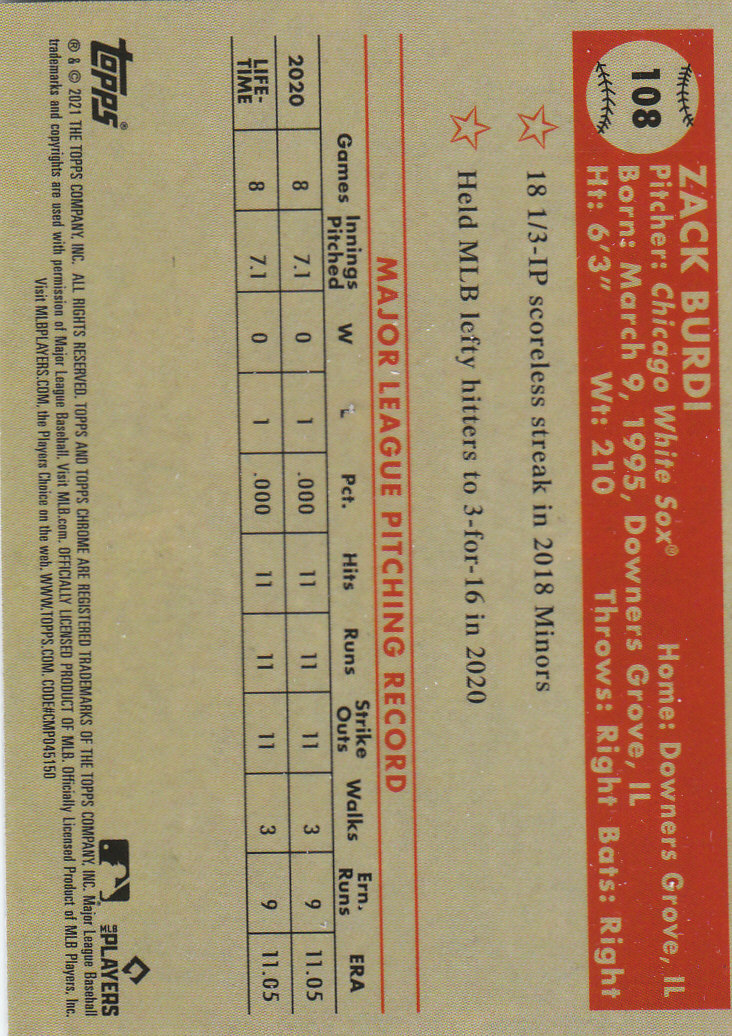 108
ZACK BURDI
Pitcher: Chicago White Sox® Home: Downers Grove, IL
Born: March 9, 1995, Downers Grove, IL
Ht: 6'3" Wt: 210 Throws: Right Bats: Right
18 1/3-IP scoreless streak in 2018 Minors
Held MLB lefty hitters to 3-for-16 in 2020
MAJOR LEAGUE PITCHING RECORD
Games Innings Pitched W L Pct. Hits Runs Strike Outs Walks Ern. Runs ERA
2020 8 7.1 0 1 .000 11 11 11 3 9 11.05
LIFE-TIME 8 7.1 0 1 .000 11 11 11 3 9 11.05
topps®
MLB PLAYERS
® & © 2021 THE TOPPS COMPANY, INC. ALL RIGHTS RESERVED. TOPPS AND TOPPS CHROME ARE REGISTERED TRADEMARKS OF THE TOPPS COMPANY, INC. Major League Baseball
trademarks and copyrights are used with permission of Major League Baseball. Visit MLB.com. OFFICIALLY LICENSED PRODUCT OF MLB. Officially Licensed Product of MLB Players, Inc.
Visit MLBPLAYERS.COM, the Players Choice on the web. WWW.TOPPS.COM. CODE#CMP045150